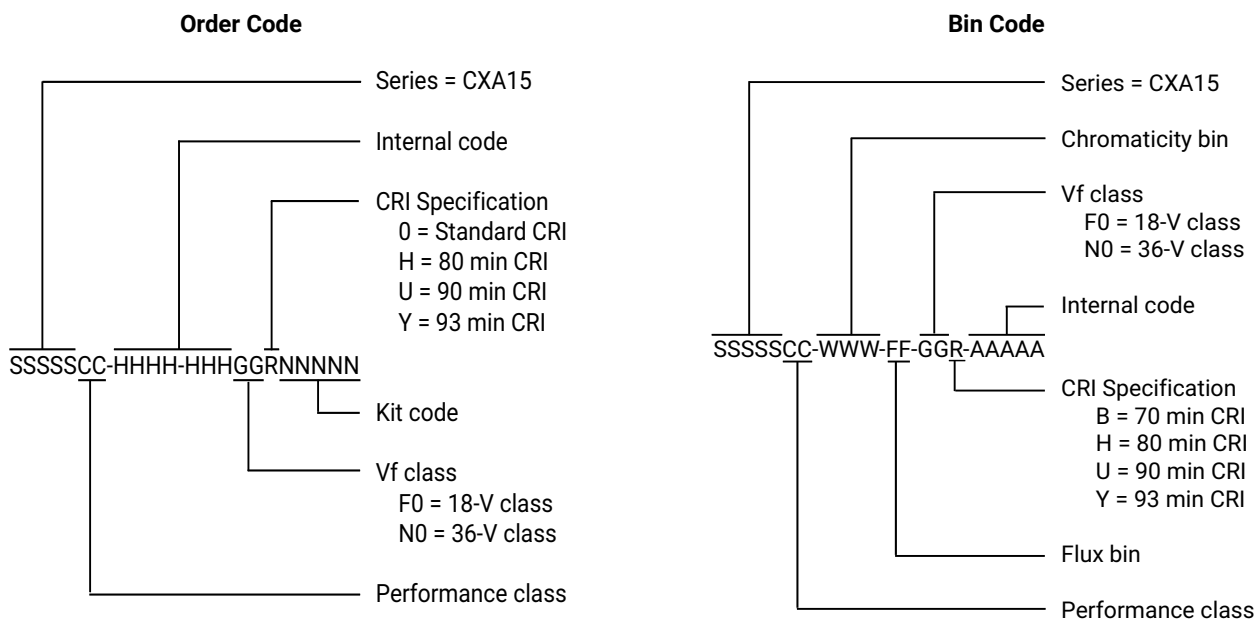 Order Code
Series = CXA15
Internal code
CRI Specification
0 = Standard CRI
H = 80 min CRI
U = 90 min CRI
Y = 93 min CRI
SSSSSCC-HHHH-HHHGGRNNNNN
Kit code
Vf class
F0 = 18-V class
N0 = 36-V class
Performance class
Bin Code
Series = CXA15
Chromaticity bin
Vf class
F0 = 18-V class
N0 = 36-V class
Internal code
SSSSSCC-WWW-FF-GGR-AAAAA
CRI Specification
B = 70 min CRI
H = 80 min CRI
U = 90 min CRI
Y = 93 min CRI
Flux bin
Performance class